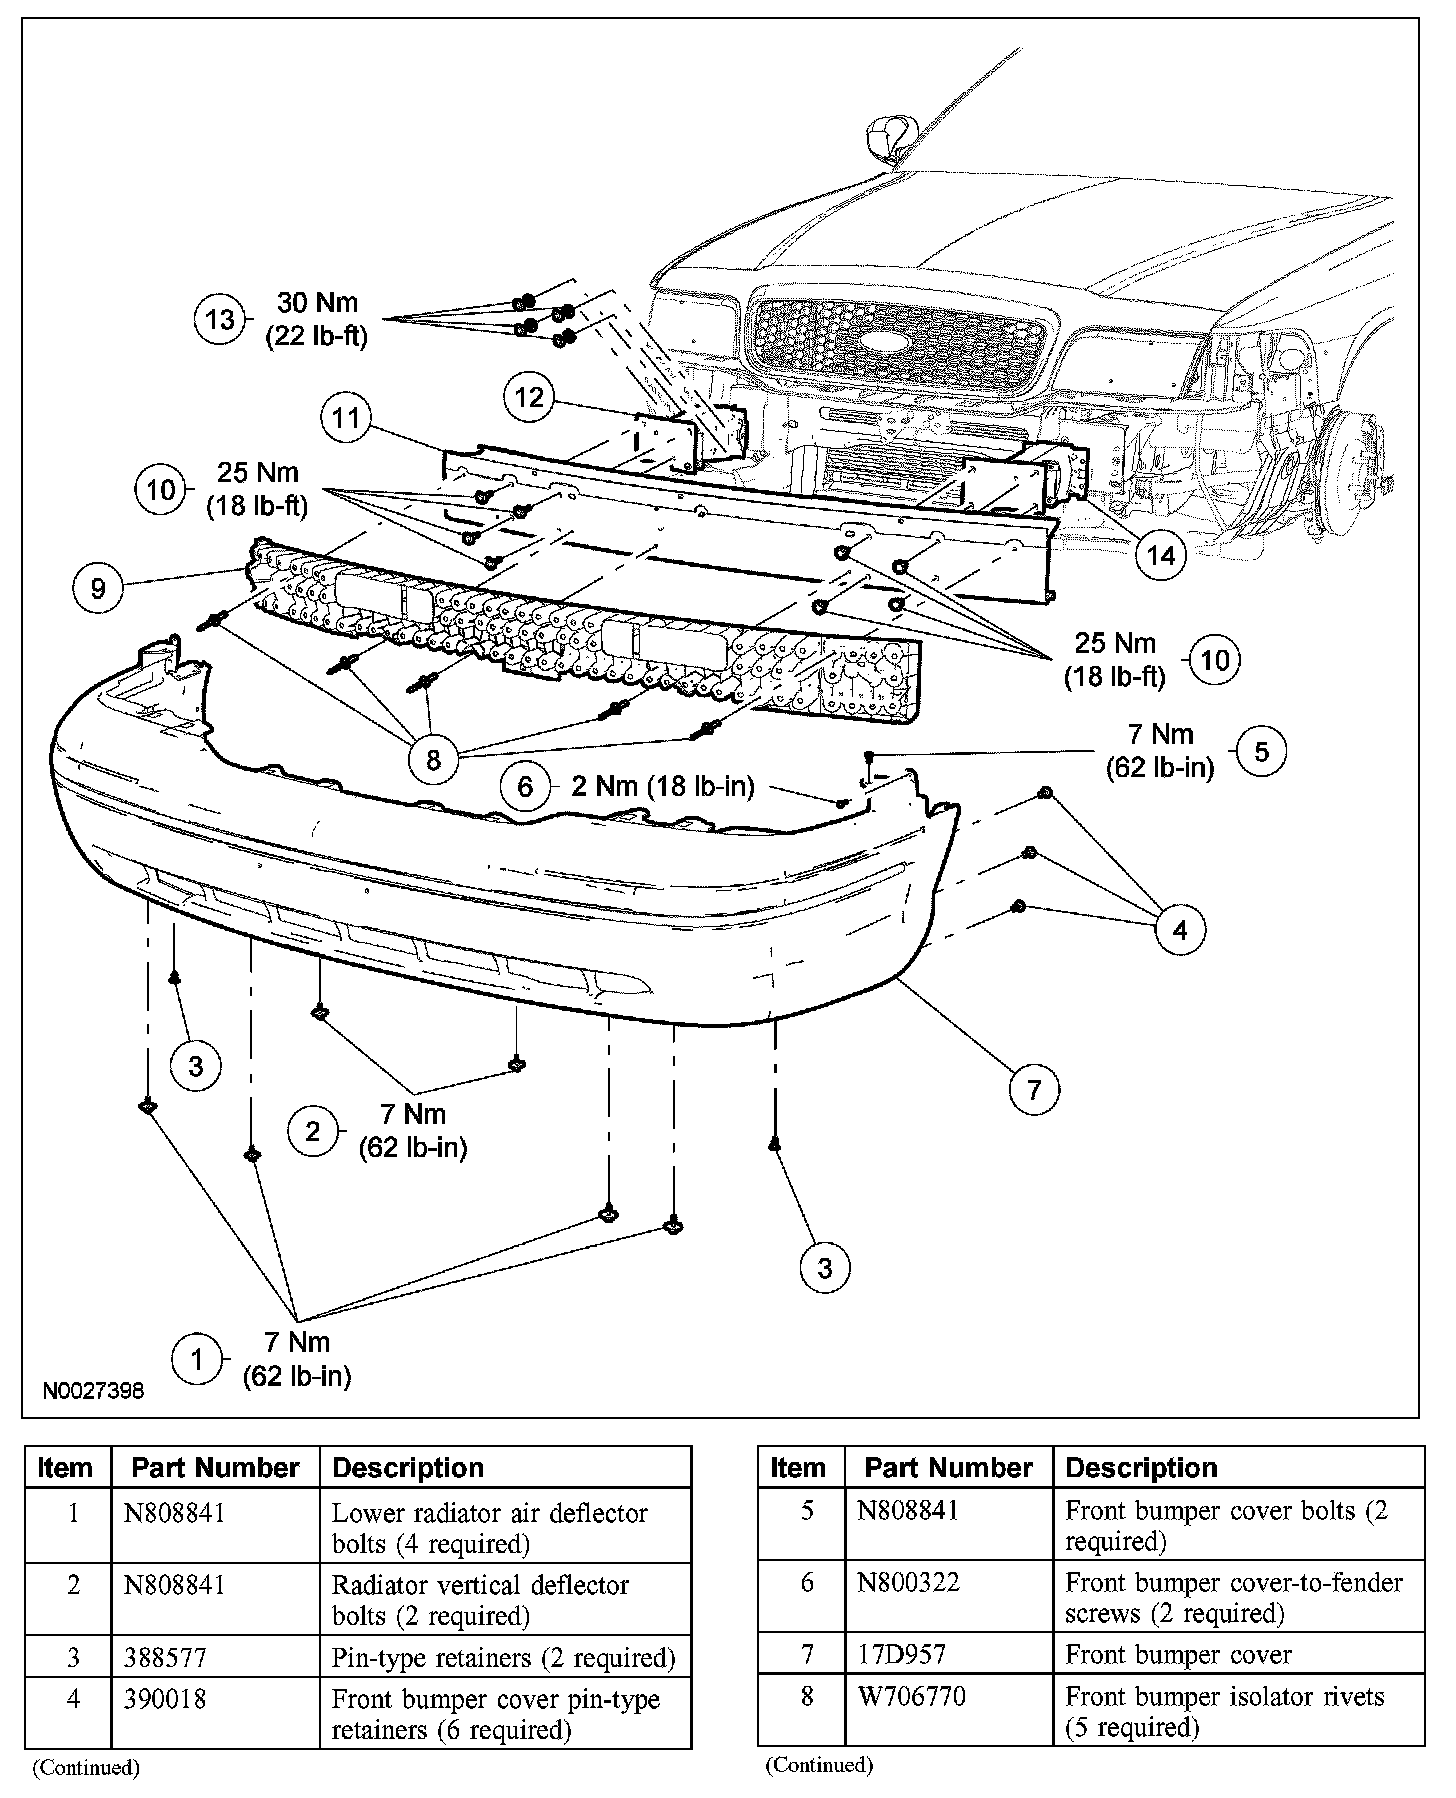 13
30 Nm
(22 lb-ft)
12
11
10
25 Nm
(18 lb-ft)
14
9
25 Nm
(18 lb-ft)
10
8
7 Nm
(62 lb-in)
5
6
2 Nm (18 lb-in)
4
3
7
2
7 Nm
(62 lb-in)
3
1
7 Nm
(62 lb-in)
N0027398
Item Part Number Description
1 N808841 Lower radiator air deflector
bolts (4 required)
2 N808841 Radiator vertical deflector
bolts (2 required)
3 388577 Pin-type retainers (2 required)
4 390018 Front bumper cover pin-type
retainers (6 required)
(Continued)
Item Part Number Description
5 N808841 Front bumper cover bolts (2
required)
6 N800322 Front bumper cover-to-fender
screws (2 required)
7 17D957 Front bumper cover
8 W706770 Front bumper isolator rivets
(5 required)
(Continued)